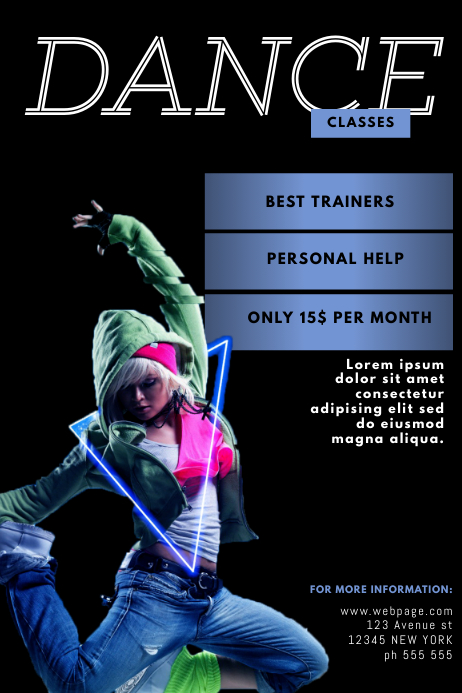 DANCE
CLASSES
BEST TRAINERS
PERSONAL HELP
ONLY 15$ PER MONTH
Lorem ipsum
dolor sit amet
consectetur
adipising elit sed
do eiusmod
magna aliqua.
FOR MORE INFORMATION:
www.webpage.com
123 Avenue st
12345 NEW YORK
ph 555 555